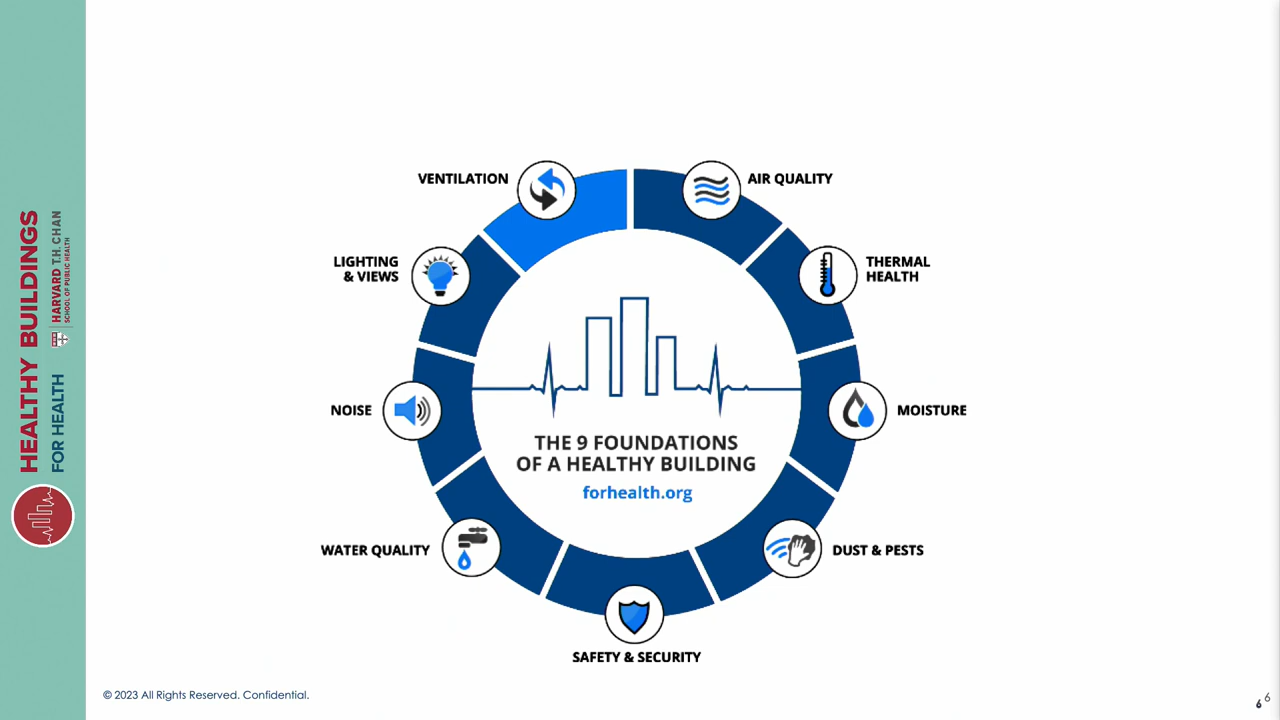 HEALTHY BUILDINGS
FOR HEALTH
HARVARD T.H. CHAN
SCHOOL OF PUBLIC HEALTH
VENTILATION
AIR QUALITY
LIGHTING
& VIEWS
THERMAL
HEALTH
NOISE
MOISTURE
THE 9 FOUNDATIONS
OF A HEALTHY BUILDING
forhealth.org
WATER QUALITY
DUST & PESTS
SAFETY & SECURITY
© 2023 All Rights Reserved. Confidential.
6 6